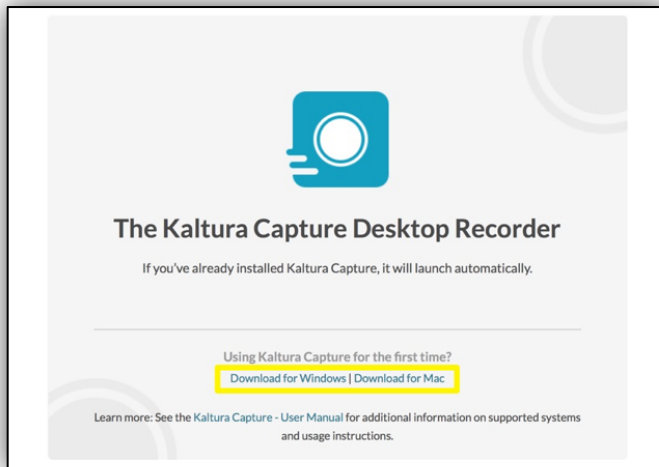 The Kaltura Capture Desktop Recorder
If you've already installed Kaltura Capture, it will launch automatically.
Using Kaltura Capture for the first time?
Download for Windows | Download for Mac
Learn more: See the Kaltura Capture - User Manual for additional information on supported systems
and usage instructions.